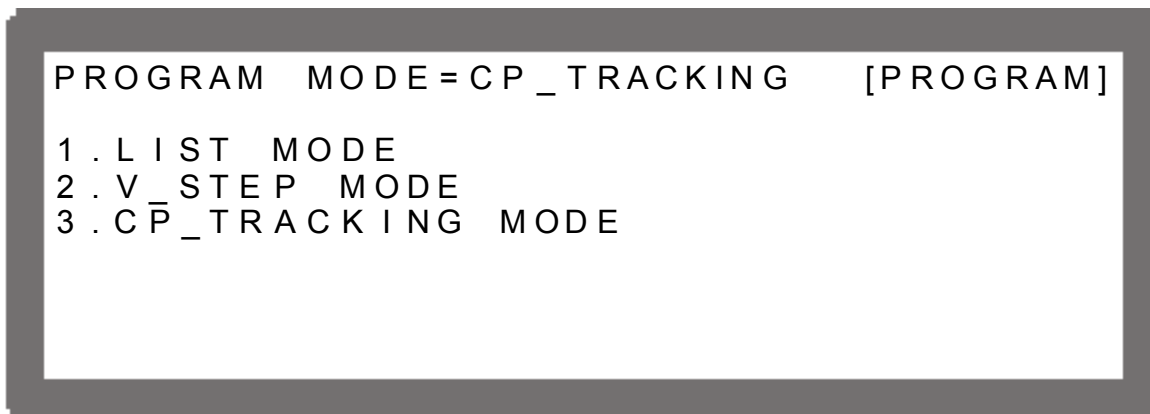 PROGRAM MODE=CP_TRACKING [PROGRAM]
1.LIST MODE
2.V_STEP MODE
3.CP_TRACKING MODE